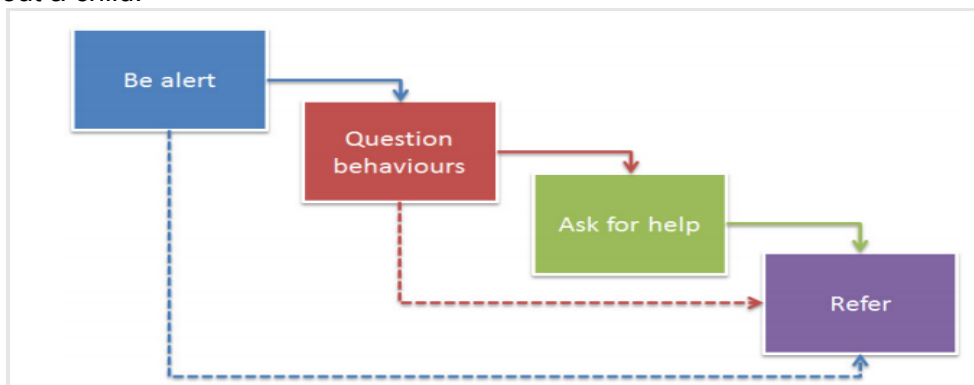 Be alert
Question
behaviours
Ask for help
Refer